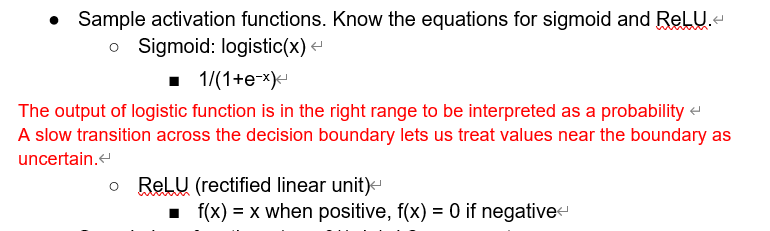 ● Sample activation functions. Know the equations for sigmoid and ReLU.↵
○ Sigmoid: logistic(x) ↵
■ 1/(1+e⁻ˣ)↵
The output of logistic function is in the right range to be interpreted as a probability ↵
A slow transition across the decision boundary lets us treat values near the boundary as
uncertain.↵
○ ReLU (rectified linear unit)↵
■ f(x) = x when positive, f(x) = 0 if negative↵